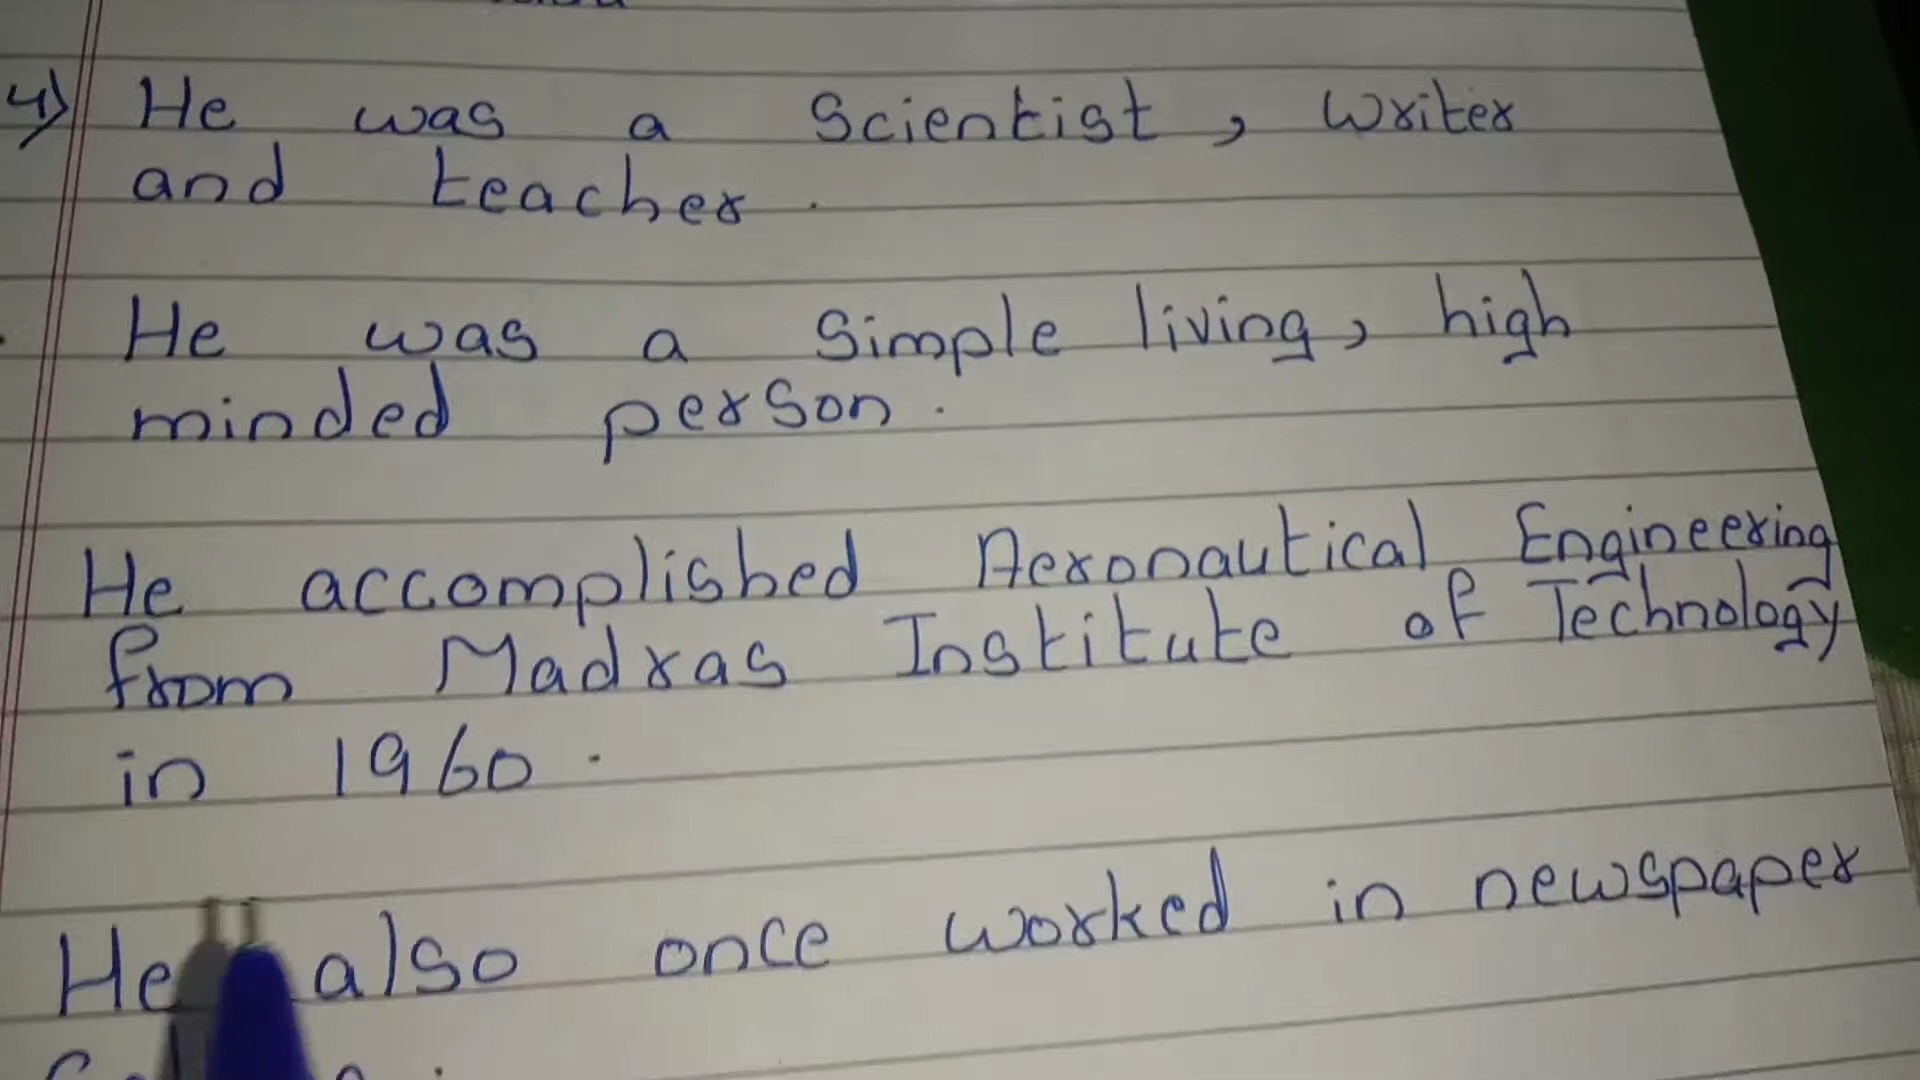 4) He was a Scientist, writer
and teacher.
He was a Simple living, high
minded person.
He accomplished Aeronautical Engineering
from Madras Institute of Technology
in 1960.
He also once worked in newspaper